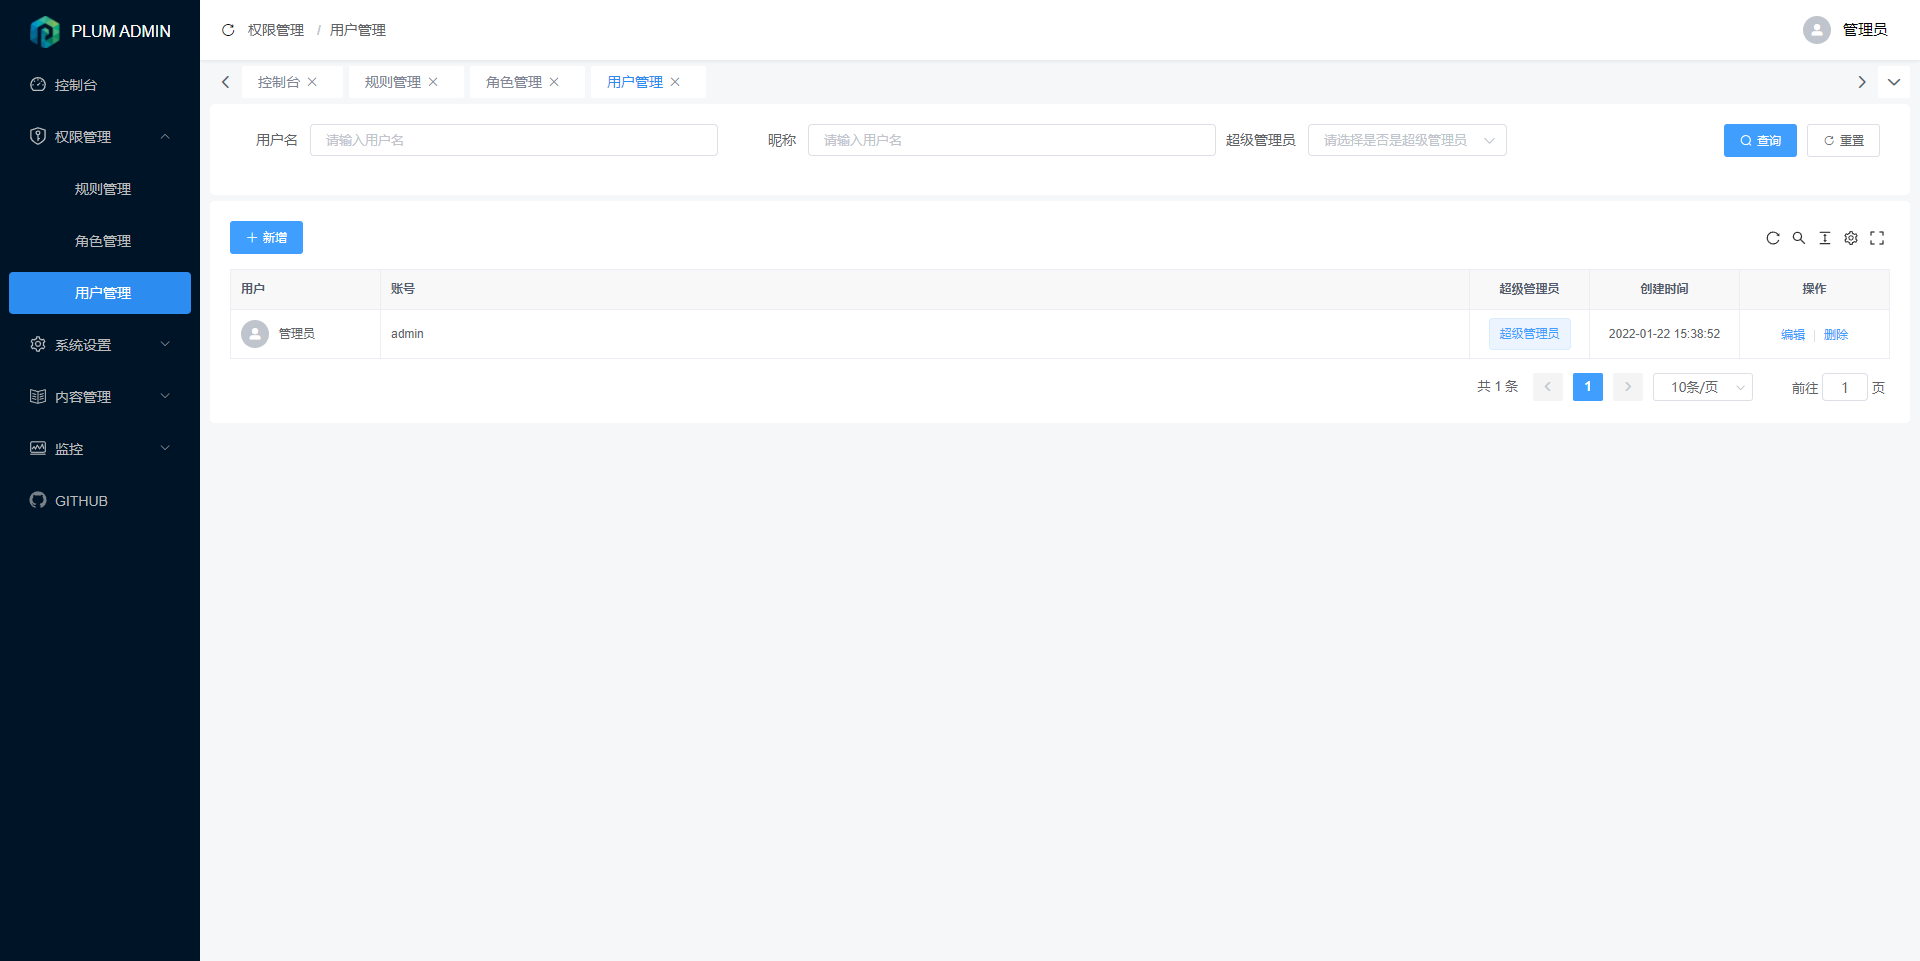 PLUM ADMIN
控制台
权限管理
规则管理
角色管理
用户管理
系统设置
内容管理
监控
GITHUB
权限管理 / 用户管理
管理员
控制台
规则管理
角色管理
用户管理
用户名 请输入用户名
昵称 请输入用户名
超级管理员 请选择是否是超级管理员
查询
重置
新增
用户 账号 超级管理员 创建时间 操作
管理员 admin 超级管理员 2022-01-22 15:38:52 编辑 删除
共 1 条 1 10条/页 前往 1 页